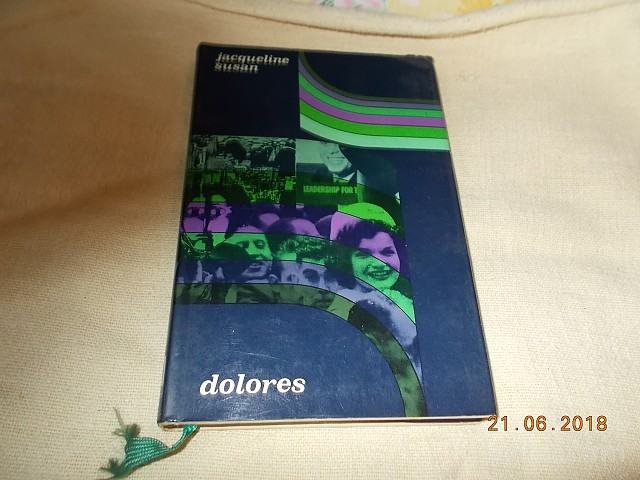 jacqueline
susan
LEADERSHIP FOR T
dolores
21.06.2018